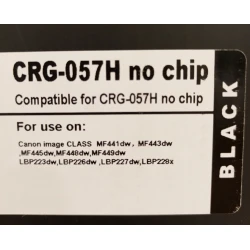 CRG-057H no chip
Compatible for CRG-057H no chip
For use on:
Canon image CLASS MF441dw , MF443dw
,MF445dw,MF448dw,MF449dw
LBP223dw,LBP226dw ,LBP227dw,LBP228x
BLACK